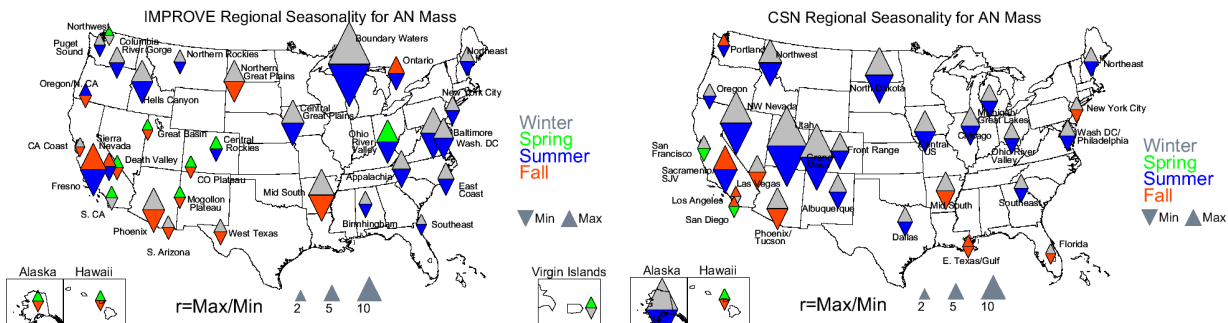 IMPROVE Regional Seasonality for AN Mass
Northwest
Puget
Sound
Columbia
River Gorge
Northern Rockies
Boundary Waters
Ontario
Northeast
Northern
Great Plains
Oregon/N. CA
Hells Canyon
New York City
Central
Great Plains
Great Basin
Sierra
Nevada
CA Coast
Death Valley
Central
Rockies
Ohio
River
Valley
Baltimore
Wash. DC
Fresno
CO Plateau
Mid South
Appalachia
East
Coast
S. CA
Mogollon
Plateau
Phoenix
S. Arizona
West Texas
Birmhingham
Southeast
Winter
Spring
Summer
Fall
Min
Max
Alaska
Hawaii
r=Max/Min
2
5
10
Virgin Islands
CSN Regional Seasonality for AN Mass
Portland
Northwest
North Dakota
Northeast
Oregon
NW Nevada
Michigan/
Great Lakes
New York City
Utah
Chicago
Central
US
Wash DC/
Philadelphia
San
Francisco
Front Range
Ohio River
Valley
Sacramento
SJV
Las Vegas
Los Angeles
San Diego
Albuquerque
Mid South
Southeast
Phoenix/
Tucson
Dallas
E. Texas/Gulf
Florida
Winter
Spring
Summer
Fall
Min
Max
Alaska
Hawaii
r=Max/Min
2
5
10